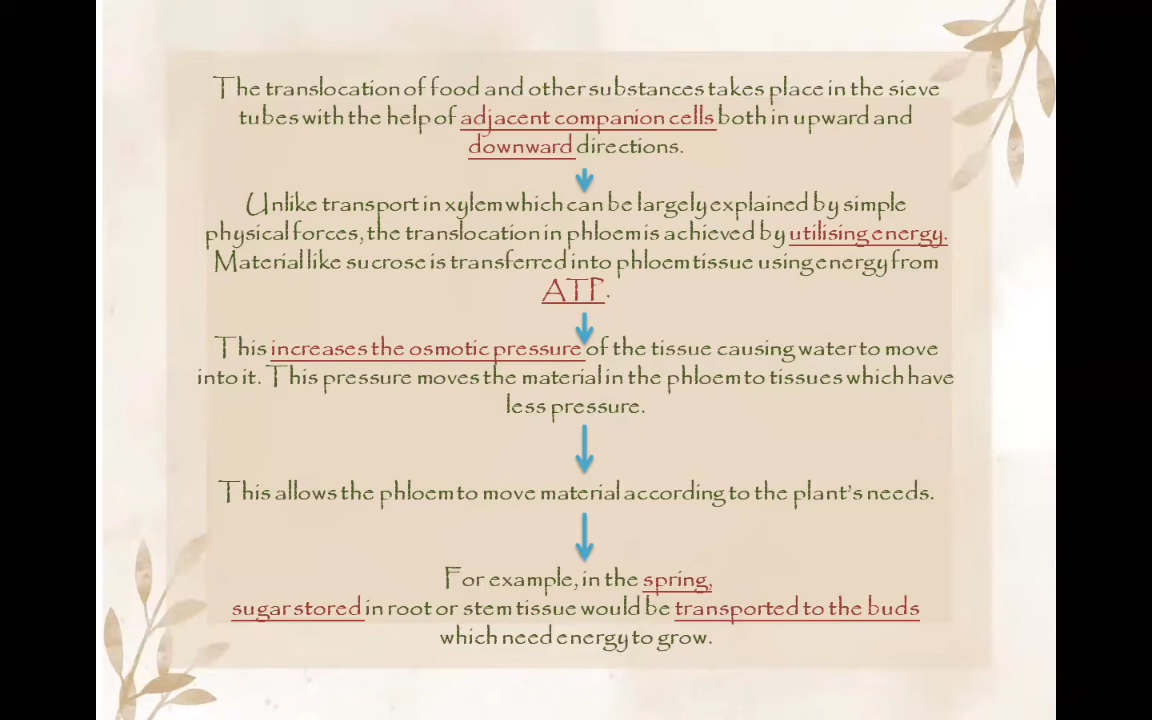 The translocation of food and other substances takes place in the sieve
tubes with the help of adjacent companion cells both in upward and
downward directions.
Unlike transport in xylem which can be largely explained by simple
physical forces, the translocation in phloem is achieved by utilising energy.
Material like sucrose is transferred into phloem tissue using energy from
ATP.
This increases the osmotic pressure of the tissue causing water to move
into it. This pressure moves the material in the phloem to tissues which have
less pressure.
This allows the phloem to move material according to the plant's needs.
For example, in the spring,
sugar stored in root or stem tissue would be transported to the buds
which need energy to grow.